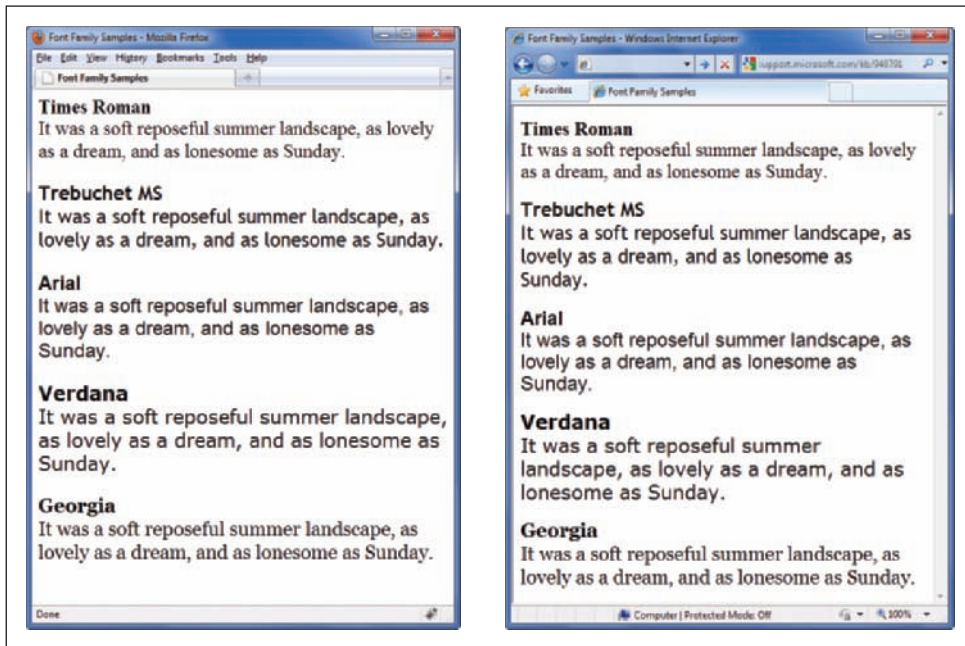 Font Family Samples - Mozilla Firefox
File Edit View History Bookmarks Tools Help
Font Family Samples
Times Roman
It was a soft reposeful summer landscape, as lovely
as a dream, and as lonesome as Sunday.
Trebuchet MS
It was a soft reposeful summer landscape, as
lovely as a dream, and as lonesome as Sunday.
Arial
It was a soft reposeful summer landscape, as
lovely as a dream, and as lonesome as
Sunday.
Verdana
It was a soft reposeful summer landscape,
as lovely as a dream, and as lonesome as
Sunday.
Georgia
It was a soft reposeful summer landscape, as
lovely as a dream, and as lonesome as Sunday.
Done
Font Family Samples - Windows Internet Explorer
support.microsoft.com/kb/
Favorites Font Family Samples
Times Roman
It was a soft reposeful summer landscape, as lovely
as a dream, and as lonesome as Sunday.
Trebuchet MS
It was a soft reposeful summer landscape, as
lovely as a dream, and as lonesome as
Sunday.
Arial
It was a soft reposeful summer landscape, as
lovely as a dream, and as lonesome as
Sunday.
Verdana
It was a soft reposeful summer
landscape, as lovely as a dream, and as
lonesome as Sunday.
Georgia
It was a soft reposeful summer landscape, as
lovely as a dream, and as lonesome as Sunday.
Computer | Protected Mode: Off 100%